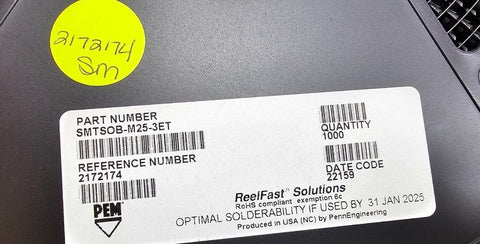 2172174
Sm
PART NUMBER
SMTSOB-M25-3ET
QUANTITY
1000
REFERENCE NUMBER
2172174
DATE CODE
22159
PEM
ReelFast® Solutions
RoHS compliant exemption 6c
OPTIMAL SOLDERABILITY IF USED BY 31 JAN 2025
Produced in USA (NC) by PennEngineering